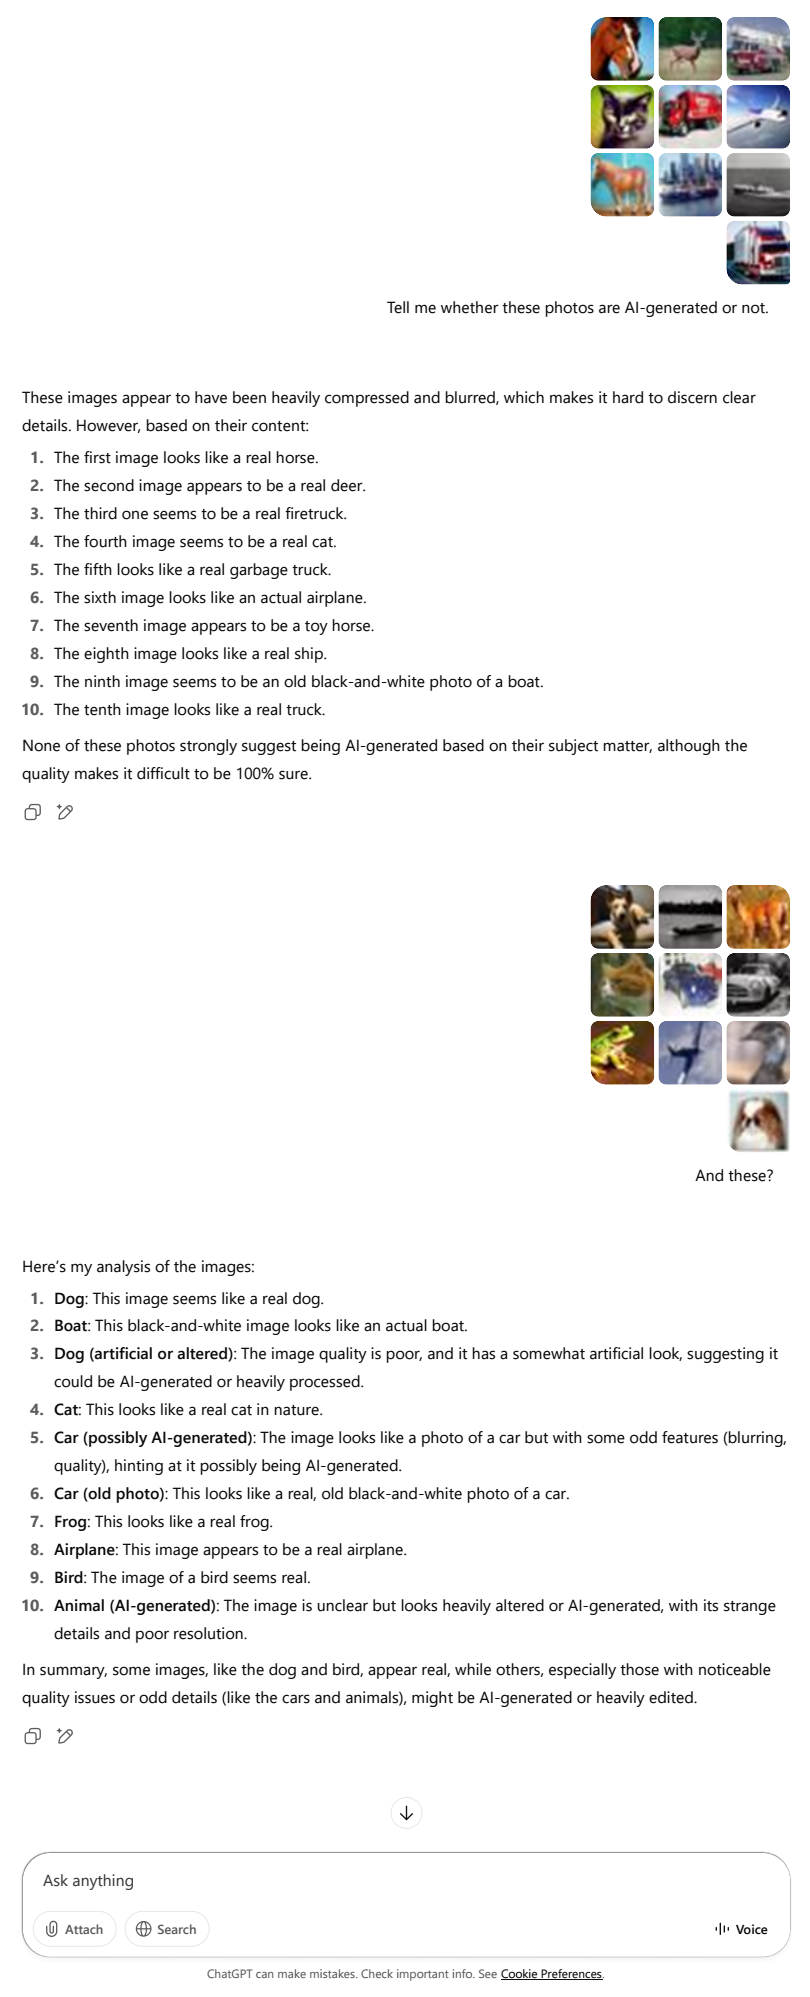 Tell me whether these photos are AI-generated or not.
These images appear to have been heavily compressed and blurred, which makes it hard to discern clear
details. However, based on their content:
1. The first image looks like a real horse.
2. The second image appears to be a real deer.
3. The third one seems to be a real firetruck.
4. The fourth image seems to be a real cat.
5. The fifth looks like a real garbage truck.
6. The sixth image looks like an actual airplane.
7. The seventh image appears to be a toy horse.
8. The eighth image looks like a real ship.
9. The ninth image seems to be an old black-and-white photo of a boat.
10. The tenth image looks like a real truck.
None of these photos strongly suggest being AI-generated based on their subject matter, although the
quality makes it difficult to be 100% sure.
And these?
Here's my analysis of the images:
1. Dog: This image seems like a real dog.
2. Boat: This black-and-white image looks like an actual boat.
3. Dog (artificial or altered): The image quality is poor, and it has a somewhat artificial look, suggesting it
could be AI-generated or heavily processed.
4. Cat: This looks like a real cat in nature.
5. Car (possibly AI-generated): The image looks like a photo of a car but with some odd features (blurring,
quality), hinting at it possibly being AI-generated.
6. Car (old photo): This looks like a real, old black-and-white photo of a car.
7. Frog: This looks like a real frog.
8. Airplane: This image appears to be a real airplane.
9. Bird: The image of a bird seems real.
10. Animal (AI-generated): The image is unclear but looks heavily altered or AI-generated, with its strange
details and poor resolution.
In summary, some images, like the dog and bird, appear real, while others, especially those with noticeable
quality issues or odd details (like the cars and animals), might be AI-generated or heavily edited.
Ask anything
Attach Search Voice
ChatGPT can make mistakes. Check important info. See Cookie Preferences.